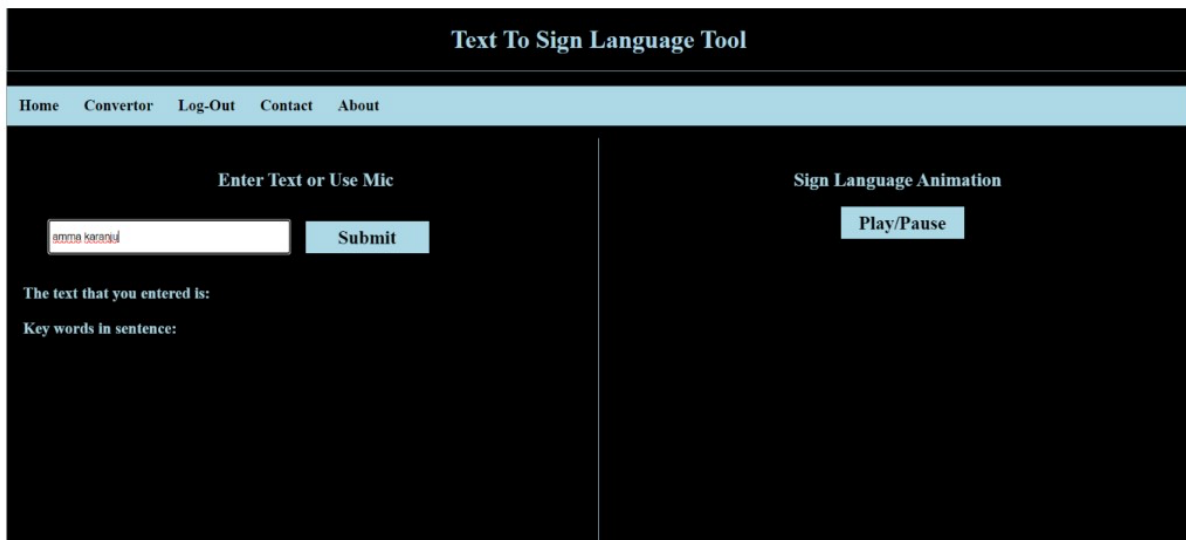 Text To Sign Language Tool
Home Convertor Log-Out Contact About
Enter Text or Use Mic
amma karanju
Submit
The text that you entered is:
Key words in sentence:
Sign Language Animation
Play/Pause